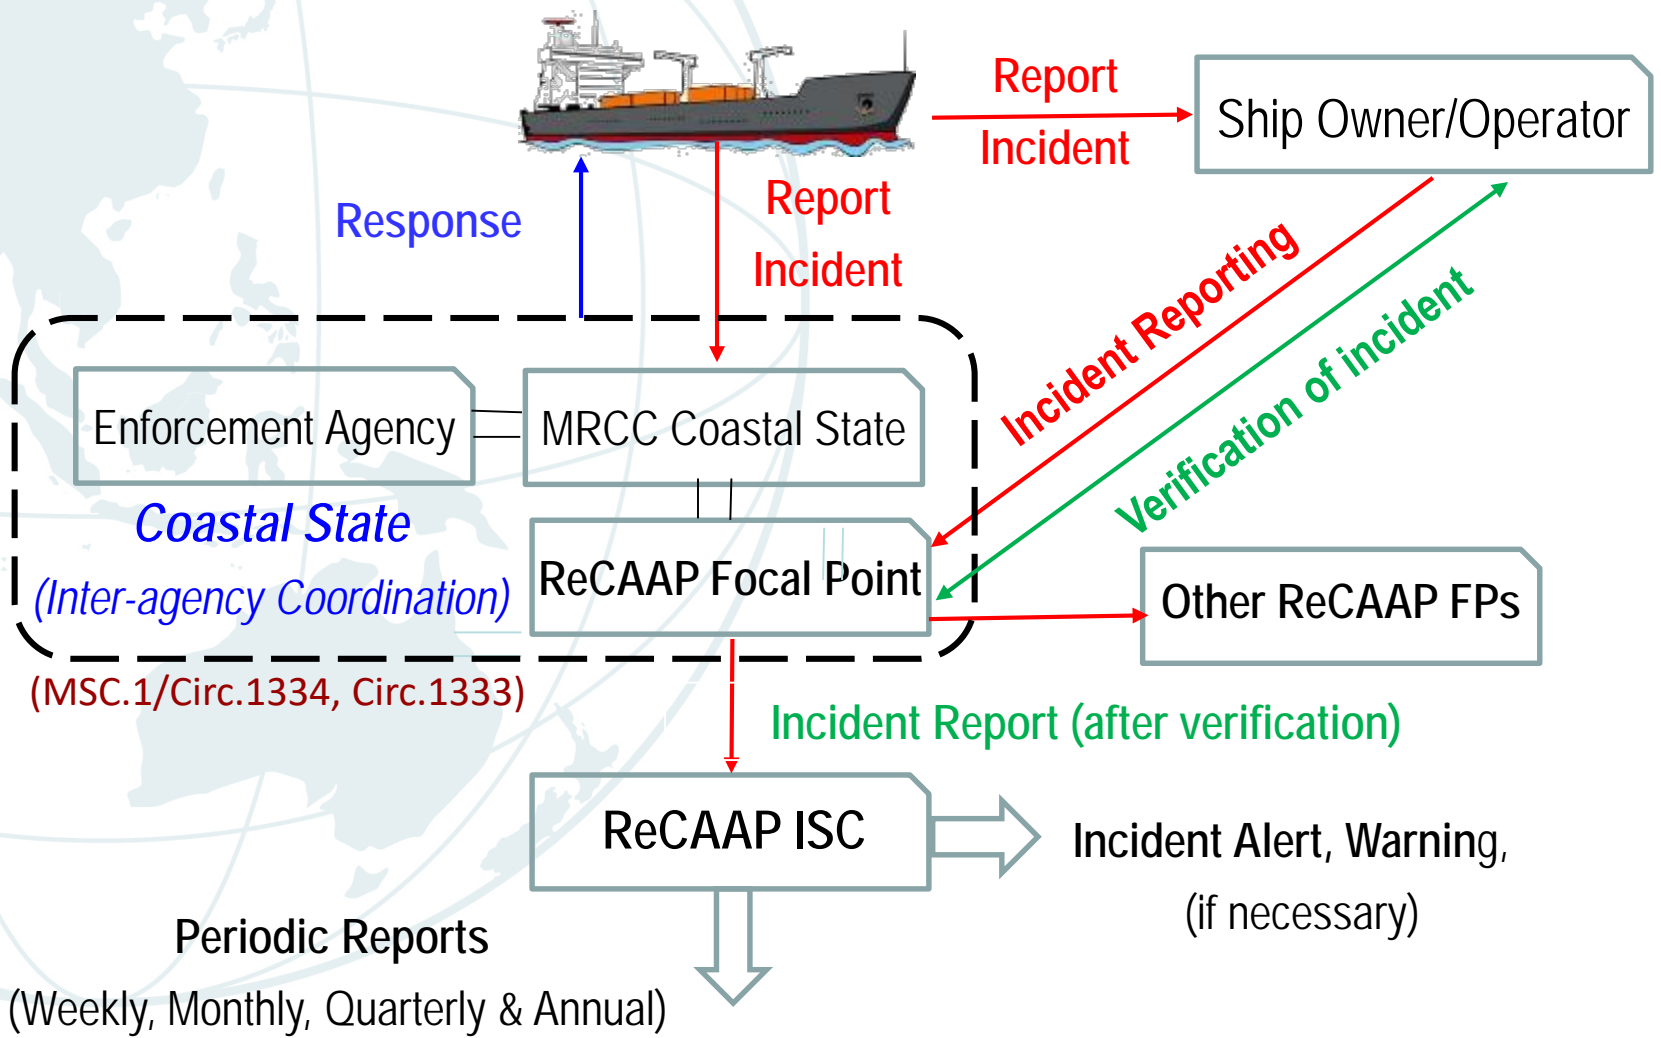 Report
Incident
Ship Owner/Operator
Response
Report
Incident
Incident Reporting
Verification of incident
Enforcement Agency
MRCC Coastal State
Coastal State
(Inter-agency Coordination)
ReCAAP Focal Point
Other ReCAAP FPs
(MSC.1/Circ.1334, Circ.1333)
Incident Report (after verification)
ReCAAP ISC
Incident Alert, Warning,
(if necessary)
Periodic Reports
(Weekly, Monthly, Quarterly & Annual)